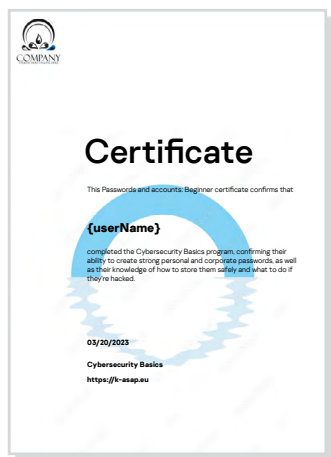 COMPANY
Certificate
This Passwords and accounts: Beginner certificate confirms that
{userName}
completed the Cybersecurity Basics program, confirming their
ability to create strong personal and corporate passwords, as well
as their knowledge of how to store them safely and what to do if
they're hacked.
03/20/2023
Cybersecurity Basics
https://k-asap.eu